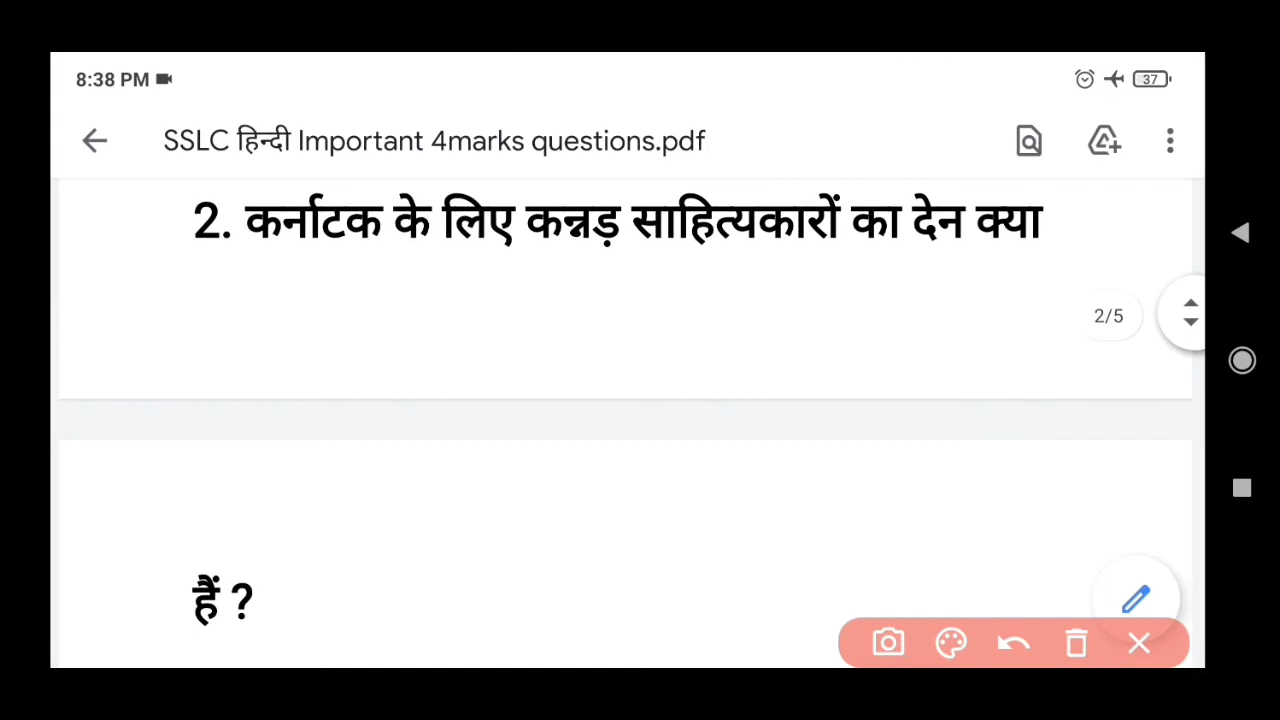 8:38 PM
37
SSLC हिन्दी Important 4marks questions.pdf
2. कर्नाटक के लिए कन्नड़ साहित्यकारों का देन क्या
2/5
हैं ?